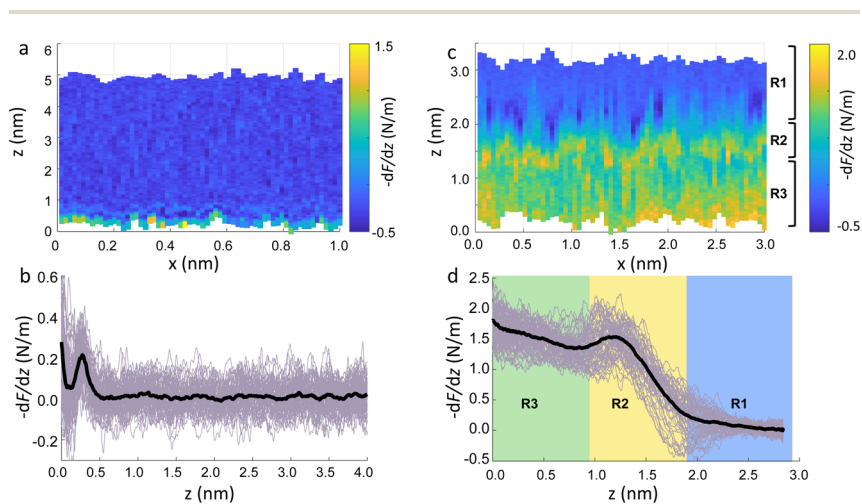 a
6
5
4
3
2
1
0
z (nm)
0 0.2 0.4 0.6 0.8 1.0
x (nm)
1.5
-0.5
-dF/dz (N/m)
c
3.0
2.0
1.0
0.0
z (nm)
0.0 0.5 1.0 1.5 2.0 2.5 3.0
x (nm)
R1
R2
R3
2.0
-0.5
-dF/dz (N/m)
b
0.6
0.4
0.2
0.0
-0.2
-dF/dz (N/m)
0.0 0.5 1.0 1.5 2.0 2.5 3.0 3.5 4.0
z (nm)
d
2.5
2.0
1.5
1.0
0.5
0.0
-0.5
-dF/dz (N/m)
R3 R2 R1
0.0 0.5 1.0 1.5 2.0 2.5 3.0
z (nm)